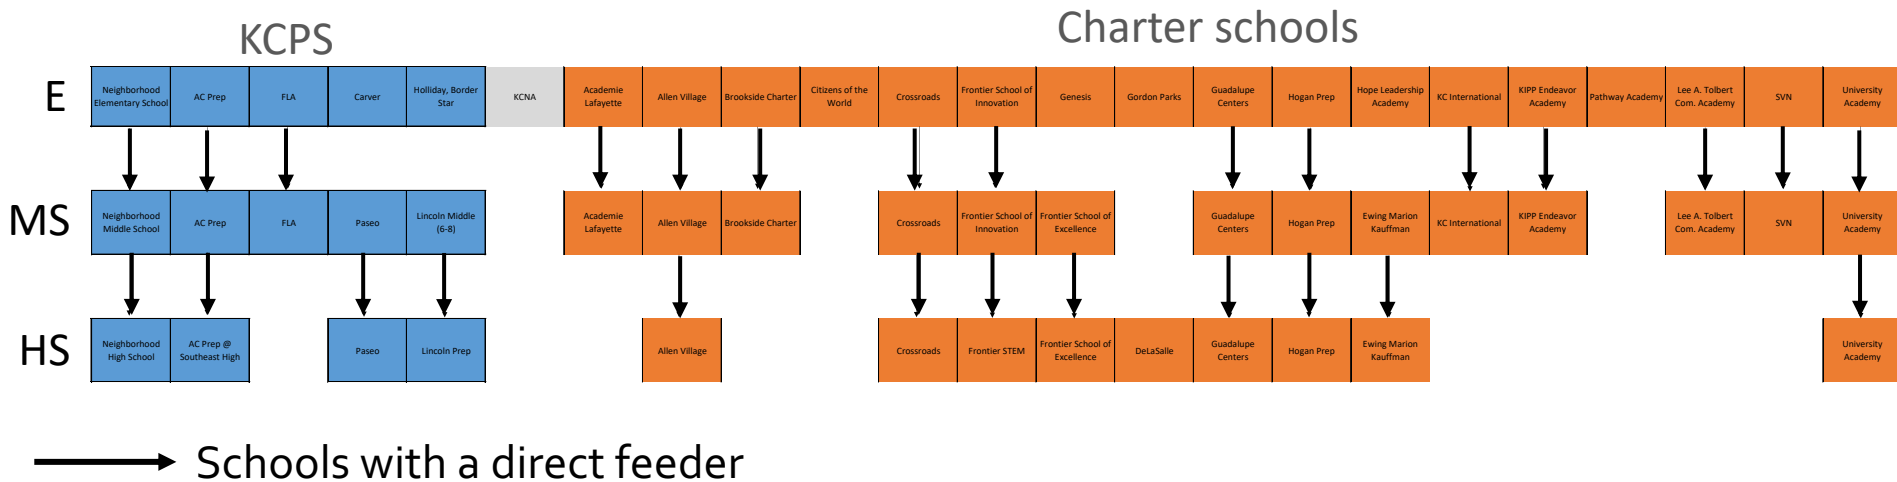 KCPS
Charter schools
E
Neighborhood
Elementary School
AC Prep
FLA
Carver
Holliday, Border
Star
KCNA
Academie
Lafayette
Allen Village
Brookside Charter
Citizens of the
World
Crossroads
Frontier School of
Innovation
Genesis
Gordon Parks
Guadalupe
Centers
Hogan Prep
Hope Leadership
Academy
KC International
KIPP Endeavor
Academy
Pathway Academy
Lee A. Tolbert
Com. Academy
SVN
University
Academy
MS
Neighborhood
Middle School
AC Prep
FLA
Paseo
Lincoln Middle
(6-8)
Academie
Lafayette
Allen Village
Brookside Charter
Crossroads
Frontier School of
Innovation
Frontier School of
Excellence
Guadalupe
Centers
Hogan Prep
Ewing Marion
Kauffman
KC International
KIPP Endeavor
Academy
Lee A. Tolbert
Com. Academy
SVN
University
Academy
HS
Neighborhood
High School
AC Prep @
Southeast High
Paseo
Lincoln Prep
Allen Village
Crossroads
Frontier STEM
Frontier School of
Excellence
DeLaSalle
Guadalupe
Centers
Hogan Prep
Ewing Marion
Kauffman
University
Academy
Schools with a direct feeder